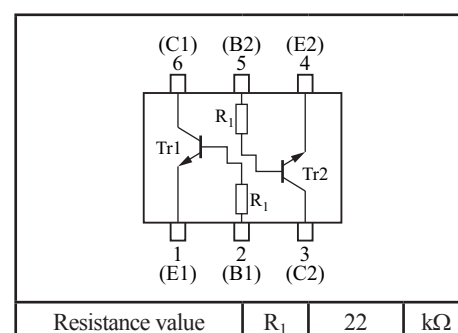 (C1) (B2) (E2)
6 5 4
R1
Tr1
Tr2
R1
1 2 3
(E1) (B1) (C2)
Resistance value R1 22 kΩ